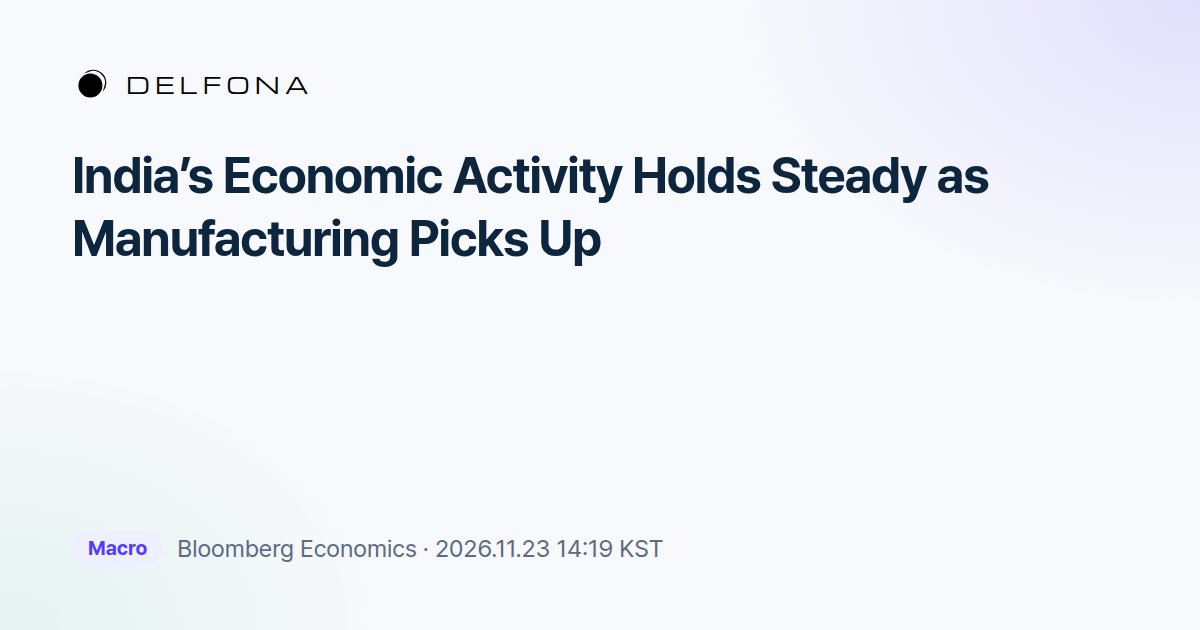 DELFONA
India’s Economic Activity Holds Steady as
Manufacturing Picks Up
Macro Bloomberg Economics · 2026.11.23 14:19 KST